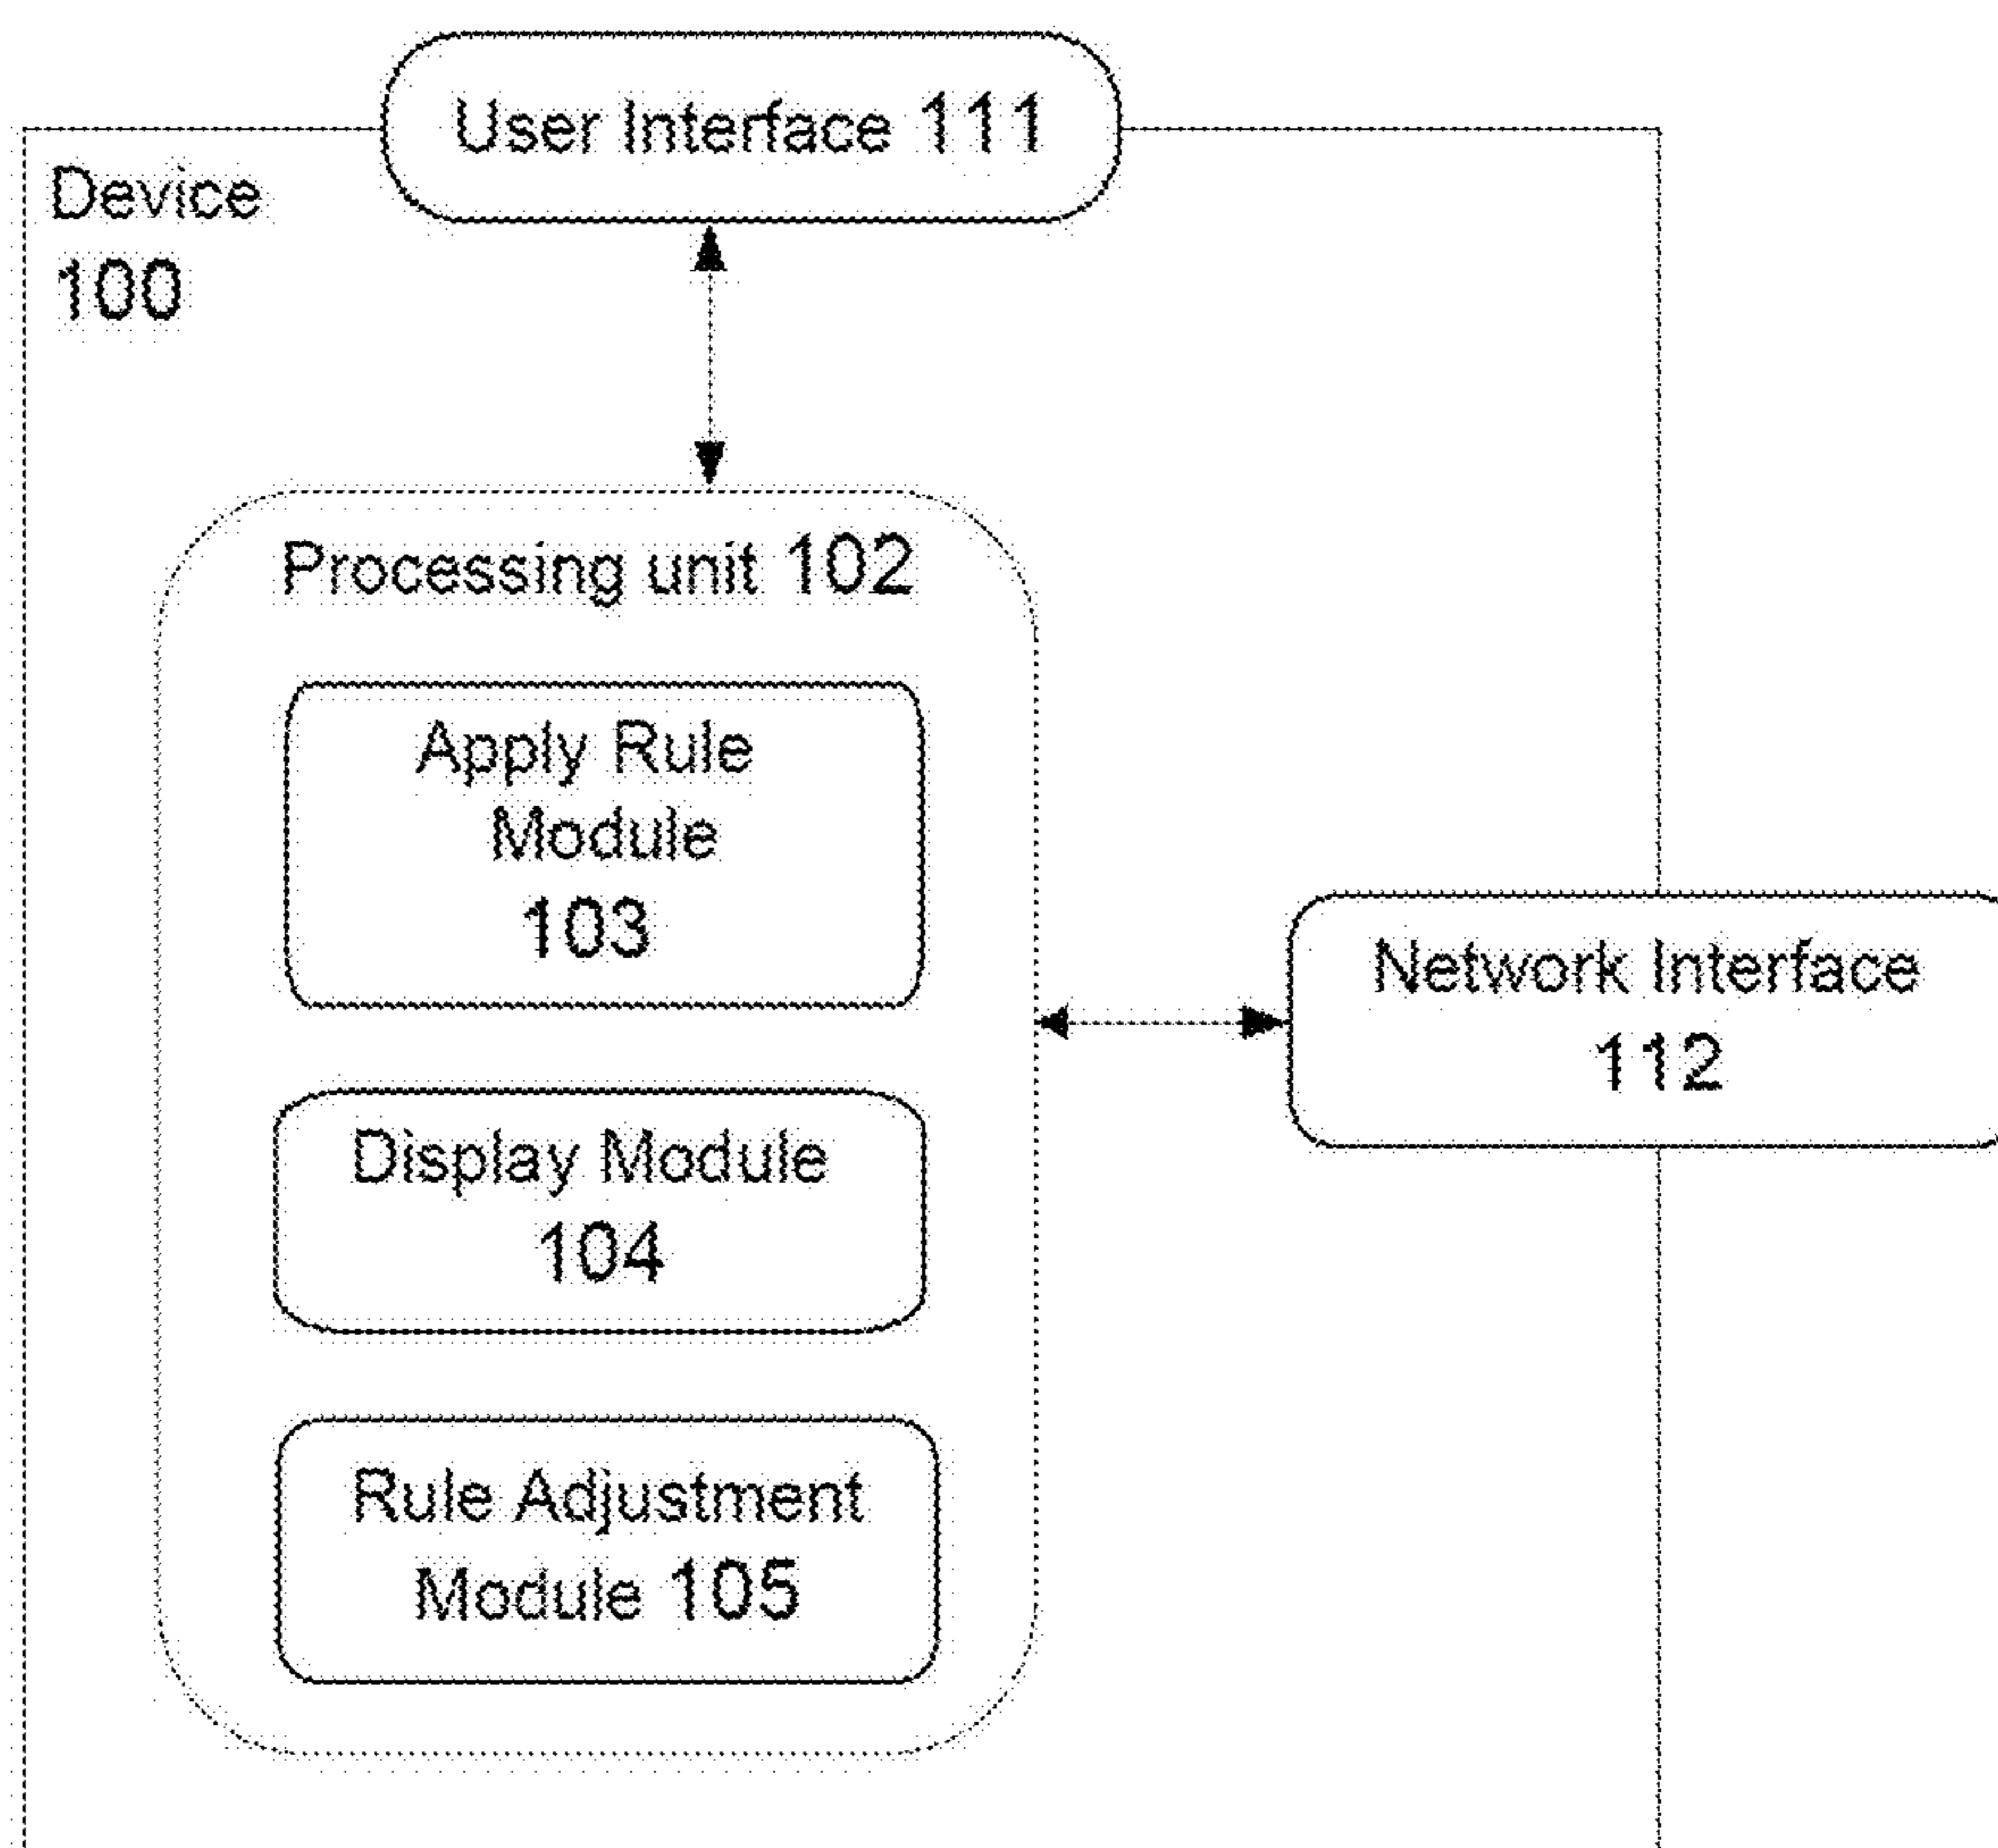 User Interface 111
Device
100
Processing unit 102
Apply Rule
Module
103
Network Interface
112
Display Module
104
Rule Adjustment
Module 105